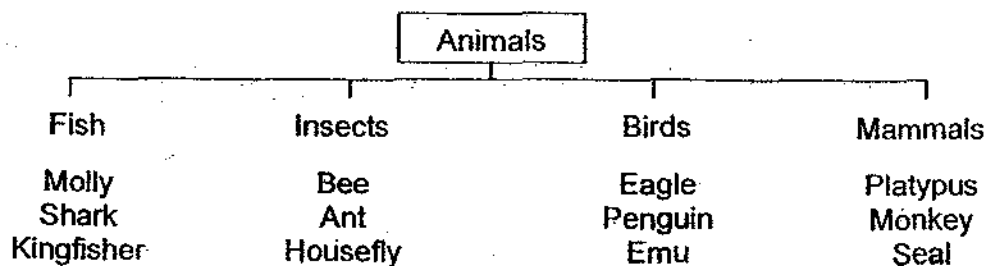 Animals
Fish Insects Birds Mammals
Molly Bee Eagle Platypus
Shark Ant Penguin Monkey
Kingfisher Housefly Emu Seal